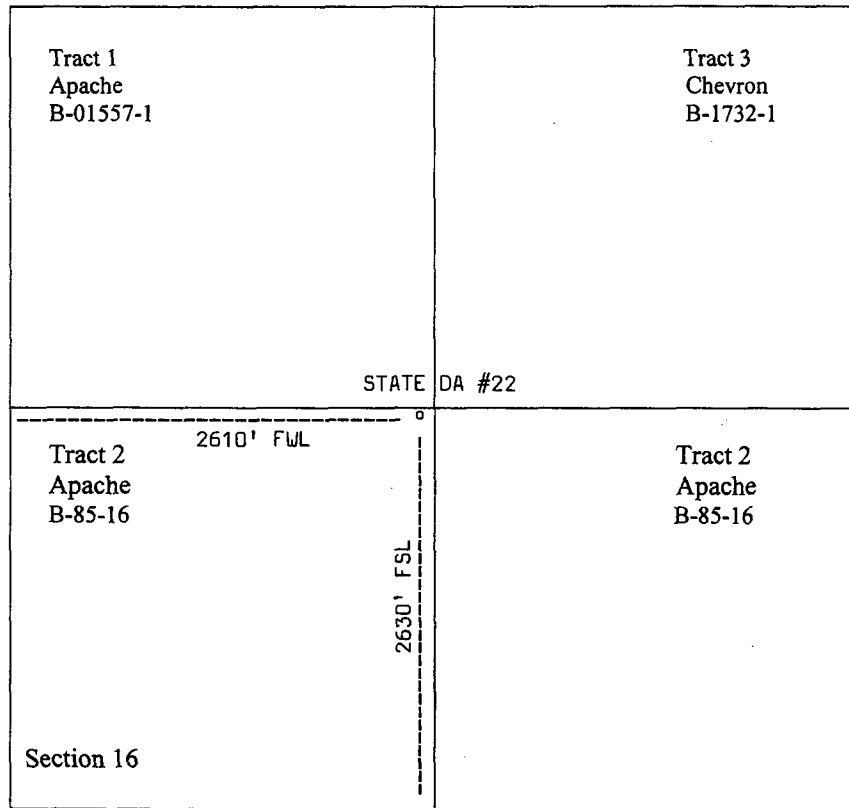 Tract 1
Apache
B-01557-1
Tract 3
Chevron
B-1732-1
STATE DA #22
2610' FWL
Tract 2
Apache
B-85-16
2630' FSL
Tract 2
Apache
B-85-16
Section 16